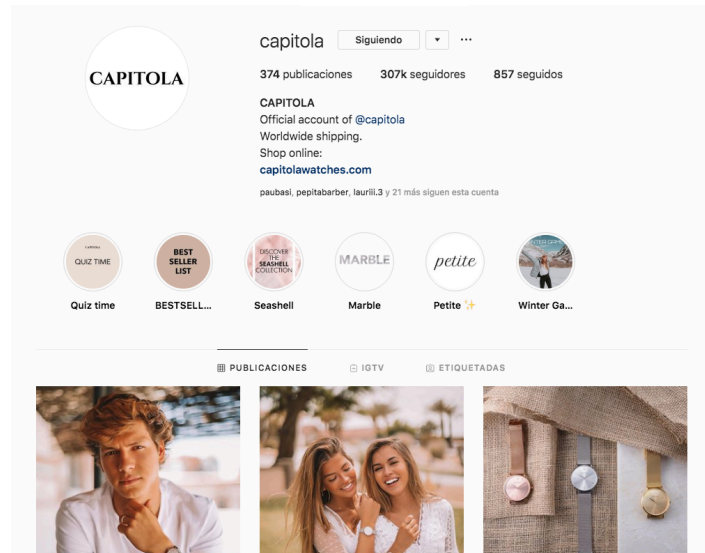 CAPITOLA
capitola Siguiendo
374 publicaciones 307k seguidores 857 seguidos
CAPITOLA
Official account of @capitola
Worldwide shipping.
Shop online:
capitolawatches.com
paubasi, pepitabarber, lauriii.3 y 21 más siguen esta cuenta
CAPITOLA
QUIZ TIME
BEST
SELLER
LIST
DISCOVER
THE
SEASHELL
COLLECTION
MARBLE
petite
Quiz time BESTSELL... Seashell Marble Petite ✨ Winter Ga...
PUBLICACIONES IGTV ETIQUETADAS